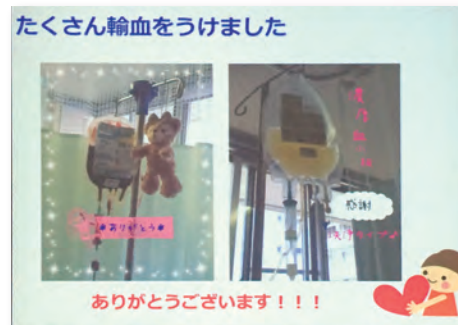 たくさん輸血をうけました
★ありがとう★
感謝
ありがとうございます！！！